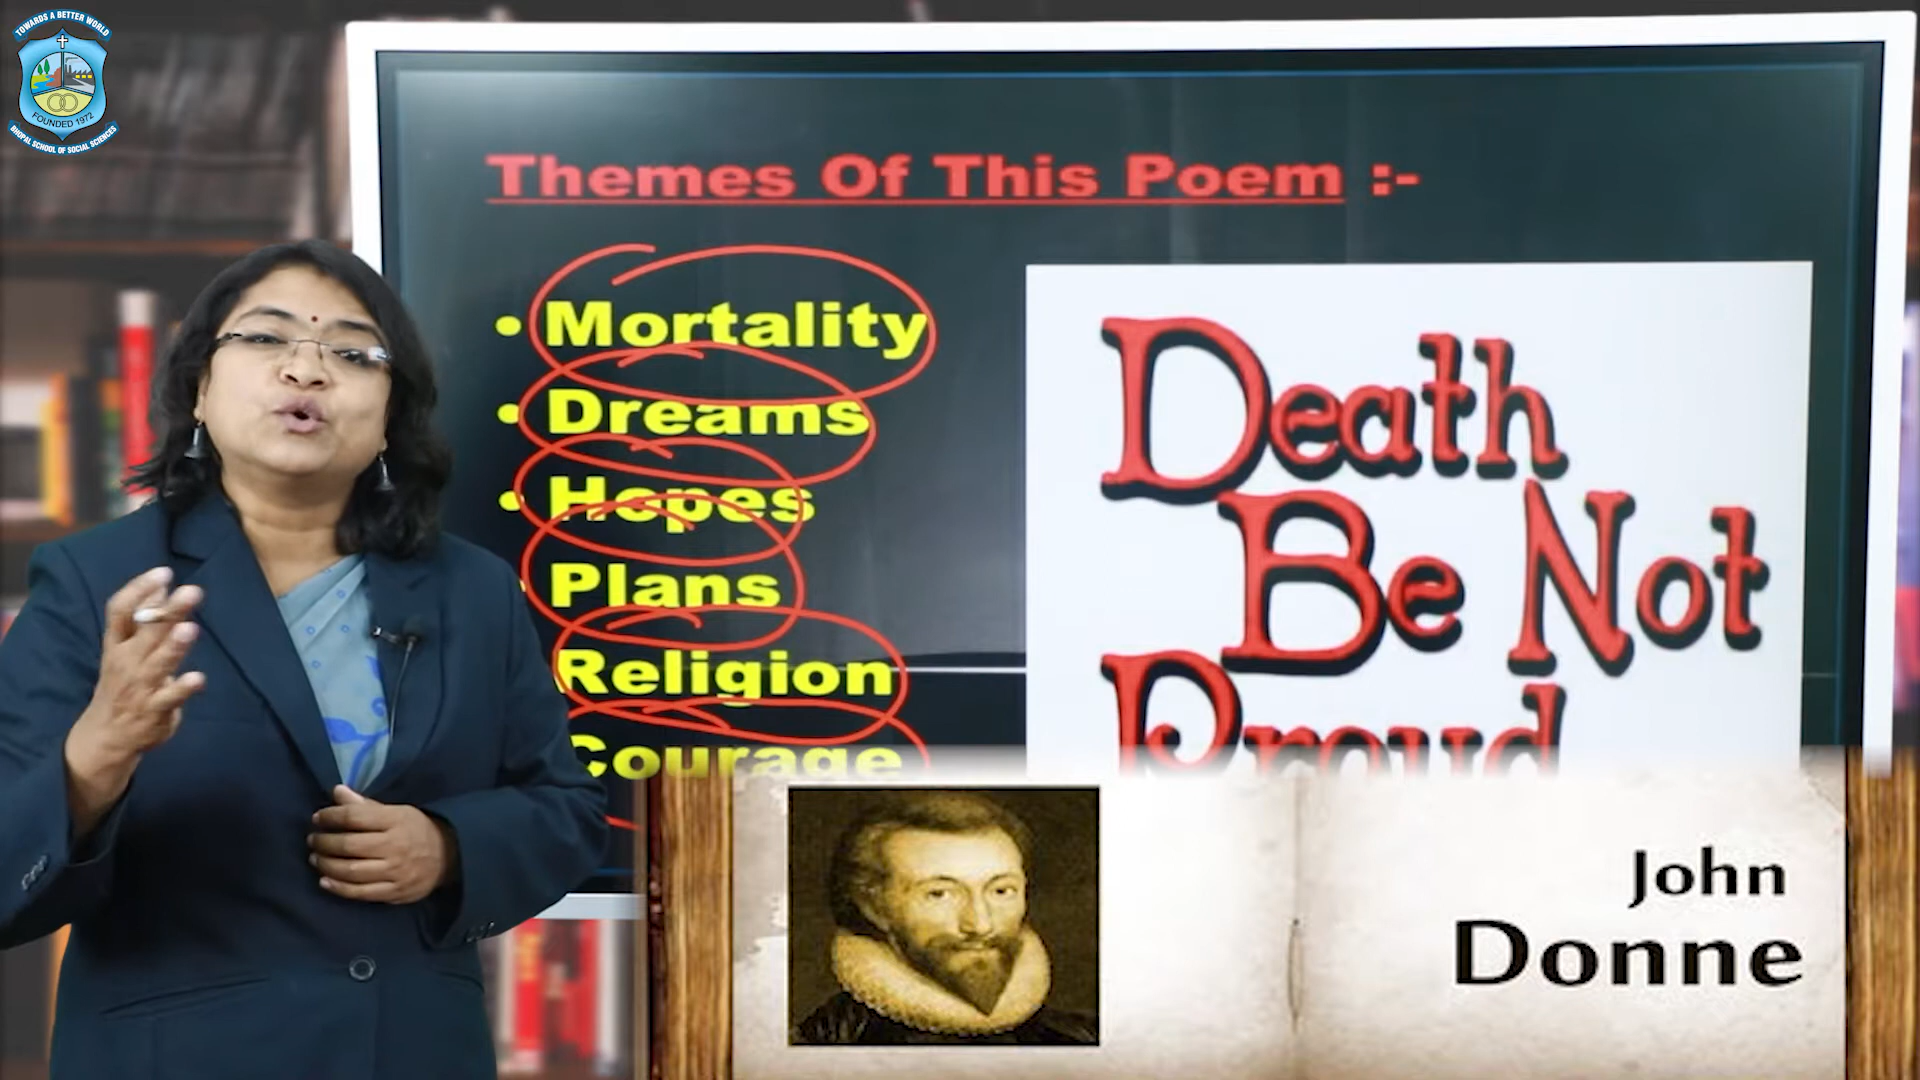 TOWARDS A BETTER WORLD
FOUNDED 1972
BHOPAL SCHOOL OF SOCIAL SCIENCES
Themes Of This Poem :-
• Mortality
• Dreams
• Hopes
• Plans
Religion
Courage
Death
Be Not
Proud
John
Donne